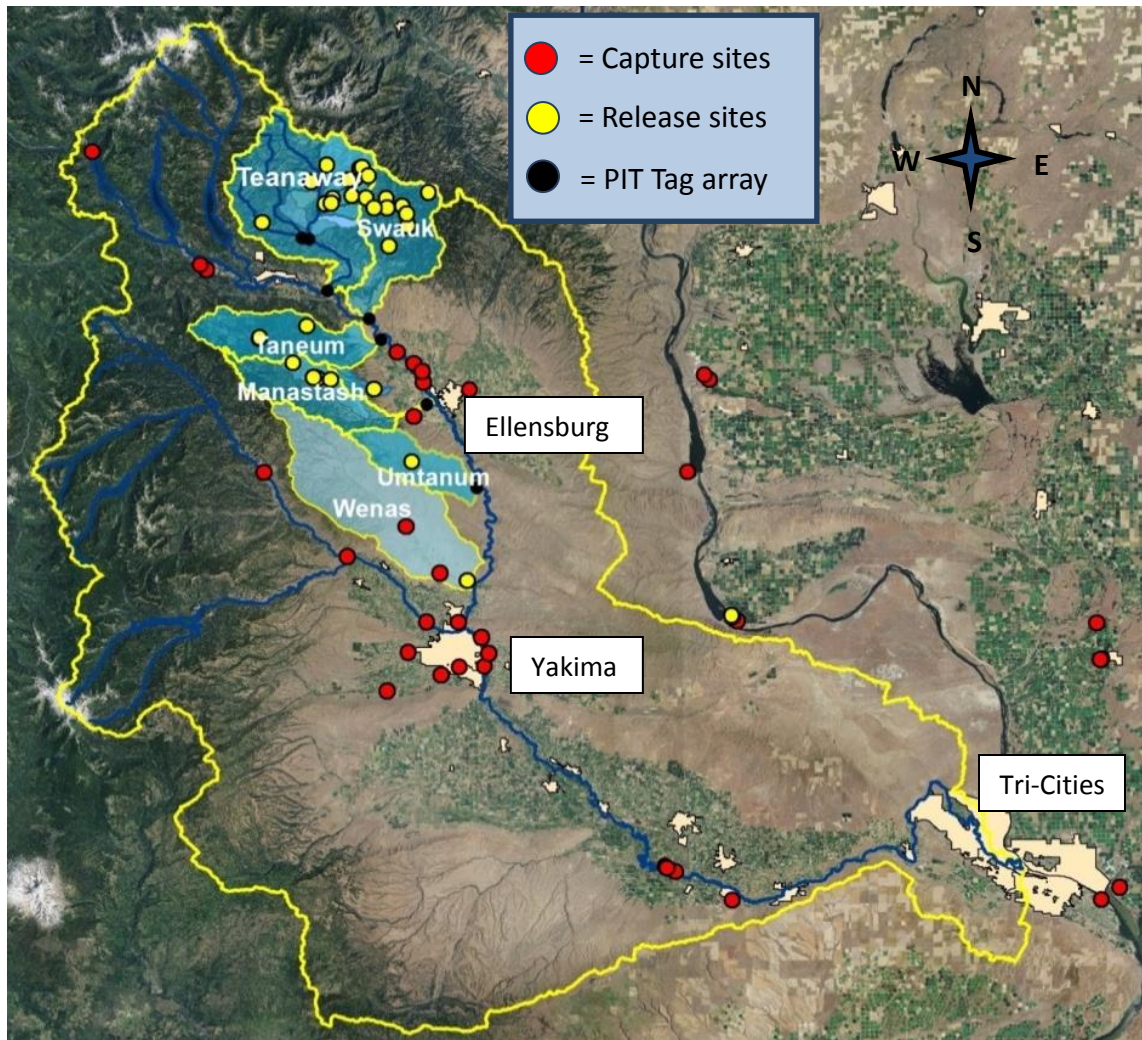 = Capture sites
= Release sites
= PIT Tag array
N
W
E
S
Teanaway
Swauk
Taneum
Manastash
Ellensburg
Umtanum
Wenas
Yakima
Tri-Cities